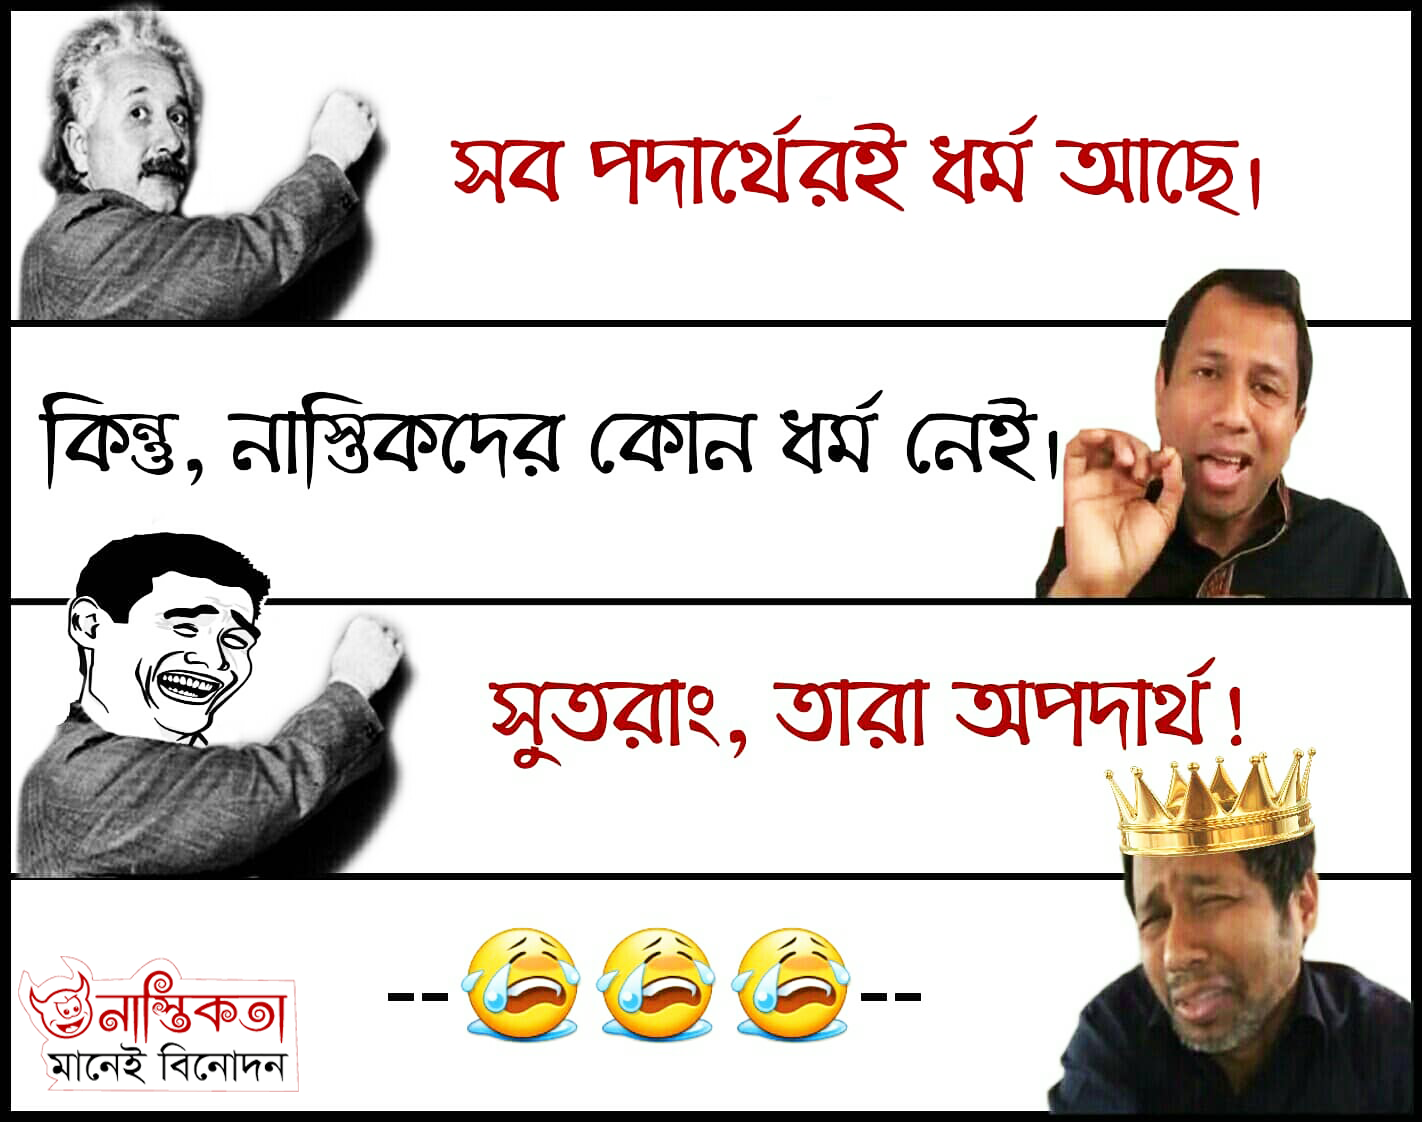 সব পদার্থেরই ধর্ম আছে।
কিন্তু, নাস্তিকদের কোন ধর্ম নেই।
সুতরাং, তারা অপদার্থ!
-- --
নাস্তিকতা
মানেই বিনোদন